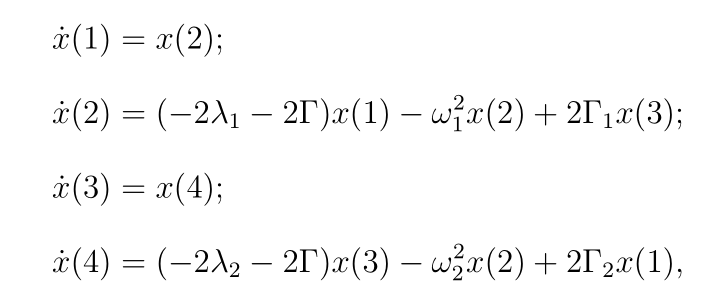 ẋ(1) = x(2);
ẋ(2) = (−2λ₁ − 2Γ)x(1) − ω₁²x(2) + 2Γ₁x(3);
ẋ(3) = x(4);
ẋ(4) = (−2λ₂ − 2Γ)x(3) − ω₂²x(2) + 2Γ₂x(1),